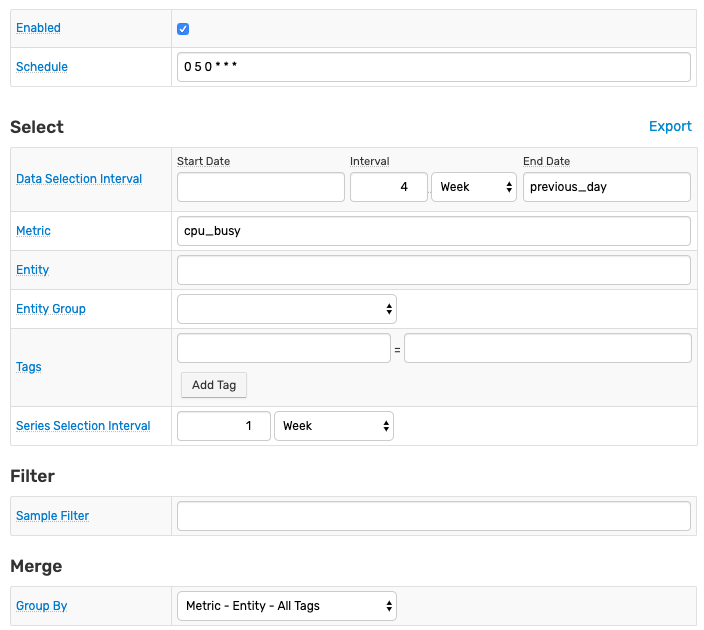 Enabled
Schedule 0 5 0 * * *
Select Export
Start Date Interval End Date
Data Selection Interval 4 Week previous_day
Metric cpu_busy
Entity
Entity Group
=
Tags
Add Tag
Series Selection Interval 1 Week
Filter
Sample Filter
Merge
Group By Metric - Entity - All Tags